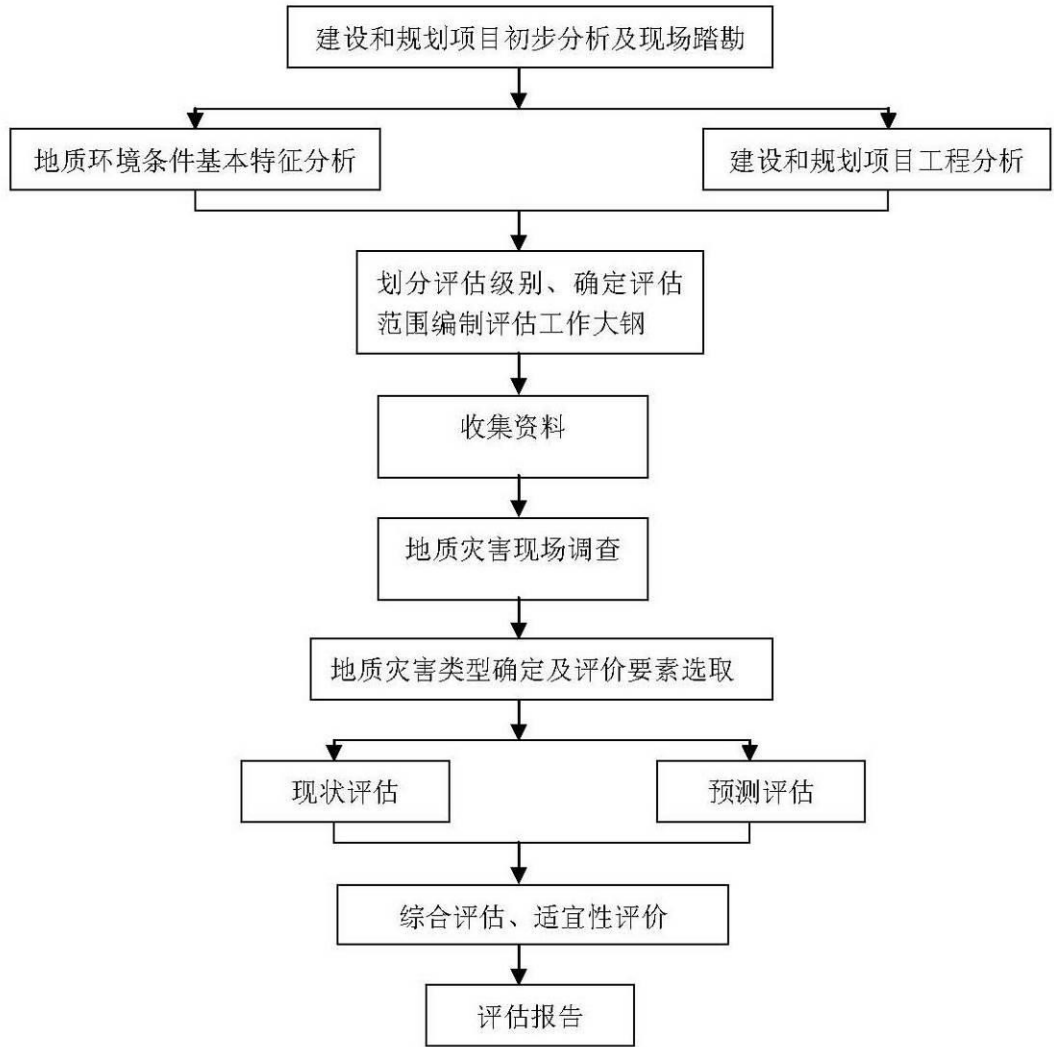 建设和规划项目初步分析及现场踏勘
地质环境条件基本特征分析
建设和规划项目工程分析
划分评估级别、确定评估
范围编制评估工作大钢
收集资料
地质灾害现场调查
地质灾害类型确定及评价要素选取
现状评估
预测评估
综合评估、适宜性评价
评估报告